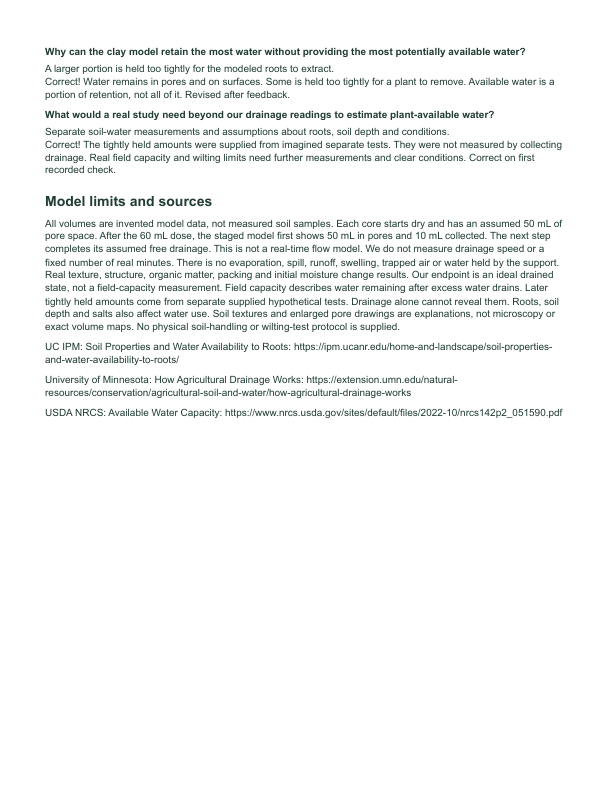 Why can the clay model retain the most water without providing the most potentially available water?
A larger portion is held too tightly for the modeled roots to extract.
Correct! Water remains in pores and on surfaces. Some is held too tightly for a plant to remove. Available water is a
portion of retention, not all of it. Revised after feedback.
What would a real study need beyond our drainage readings to estimate plant-available water?
Separate soil-water measurements and assumptions about roots, soil depth and conditions.
Correct! The tightly held amounts were supplied from imagined separate tests. They were not measured by collecting
drainage. Real field capacity and wilting limits need further measurements and clear conditions. Correct on first
recorded check.
Model limits and sources
All volumes are invented model data, not measured soil samples. Each core starts dry and has an assumed 50 mL of
pore space. After the 60 mL dose, the staged model first shows 50 mL in pores and 10 mL collected. The next step
completes its assumed free drainage. This is not a real-time flow model. We do not measure drainage speed or a
fixed number of real minutes. There is no evaporation, spill, runoff, swelling, trapped air or water held by the support.
Real texture, structure, organic matter, packing and initial moisture change results. Our endpoint is an ideal drained
state, not a field-capacity measurement. Field capacity describes water remaining after excess water drains. Later
tightly held amounts come from separate supplied hypothetical tests. Drainage alone cannot reveal them. Roots, soil
depth and salts also affect water use. Soil textures and enlarged pore drawings are explanations, not microscopy or
exact volume maps. No physical soil-handling or wilting-test protocol is supplied.
UC IPM: Soil Properties and Water Availability to Roots: https://ipm.ucanr.edu/home-and-landscape/soil-properties-
and-water-availability-to-roots/
University of Minnesota: How Agricultural Drainage Works: https://extension.umn.edu/natural-
resources/conservation/agricultural-soil-and-water/how-agricultural-drainage-works
USDA NRCS: Available Water Capacity: https://www.nrcs.usda.gov/sites/default/files/2022-10/nrcs142p2_051590.pdf